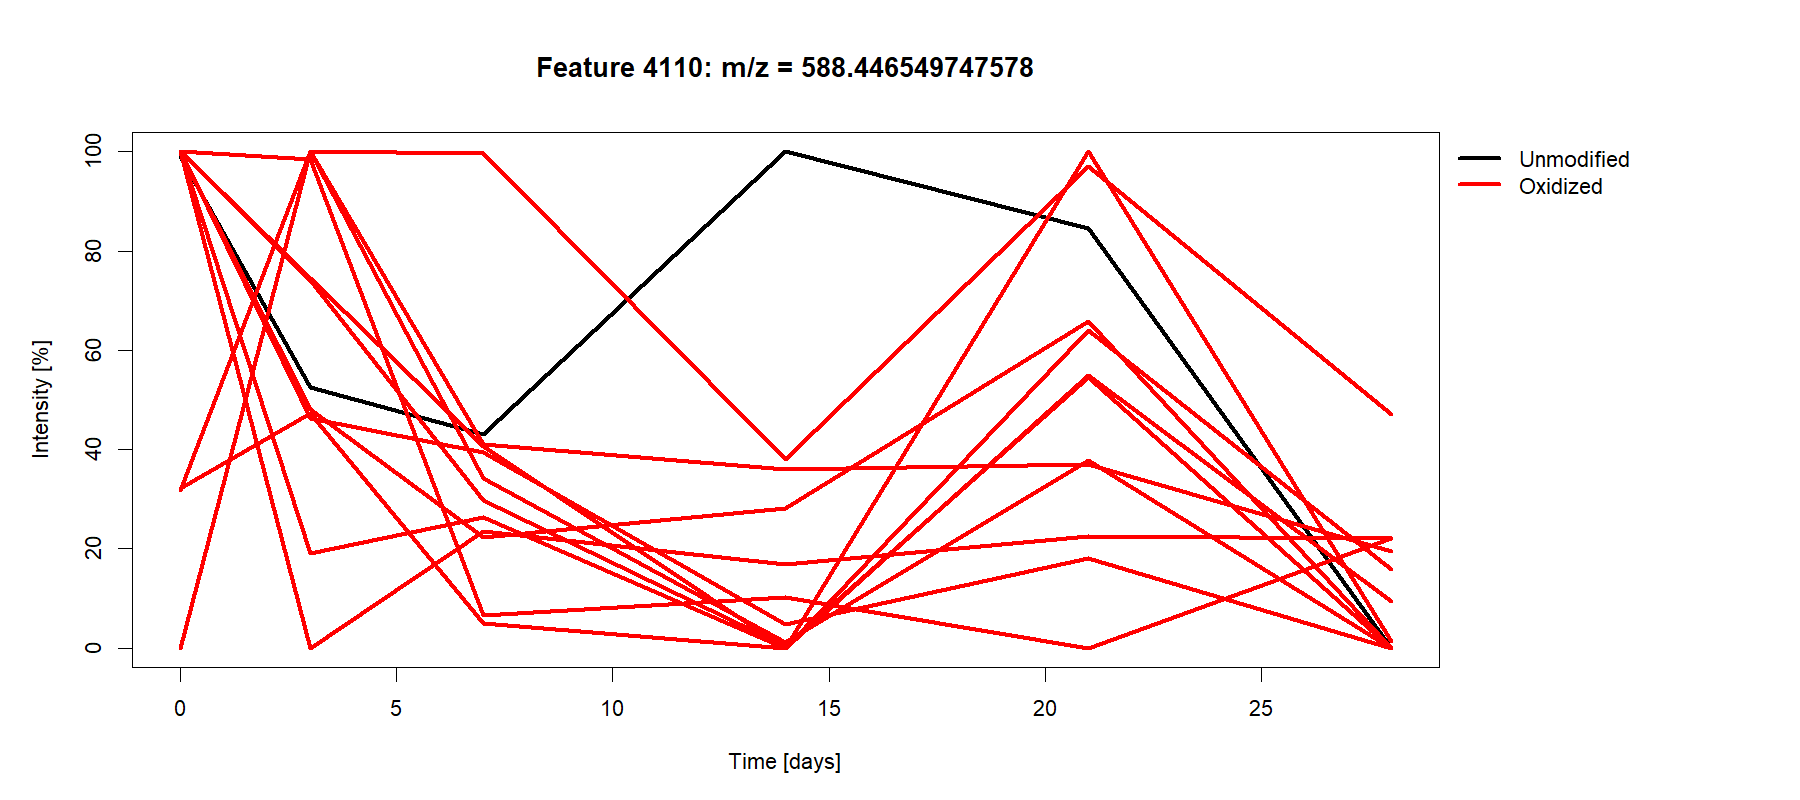 Feature 4110: m/z = 588.446549747578
Unmodified
Oxidized
Intensity [%]
100
80
60
40
20
0
0 5 10 15 20 25
Time [days]